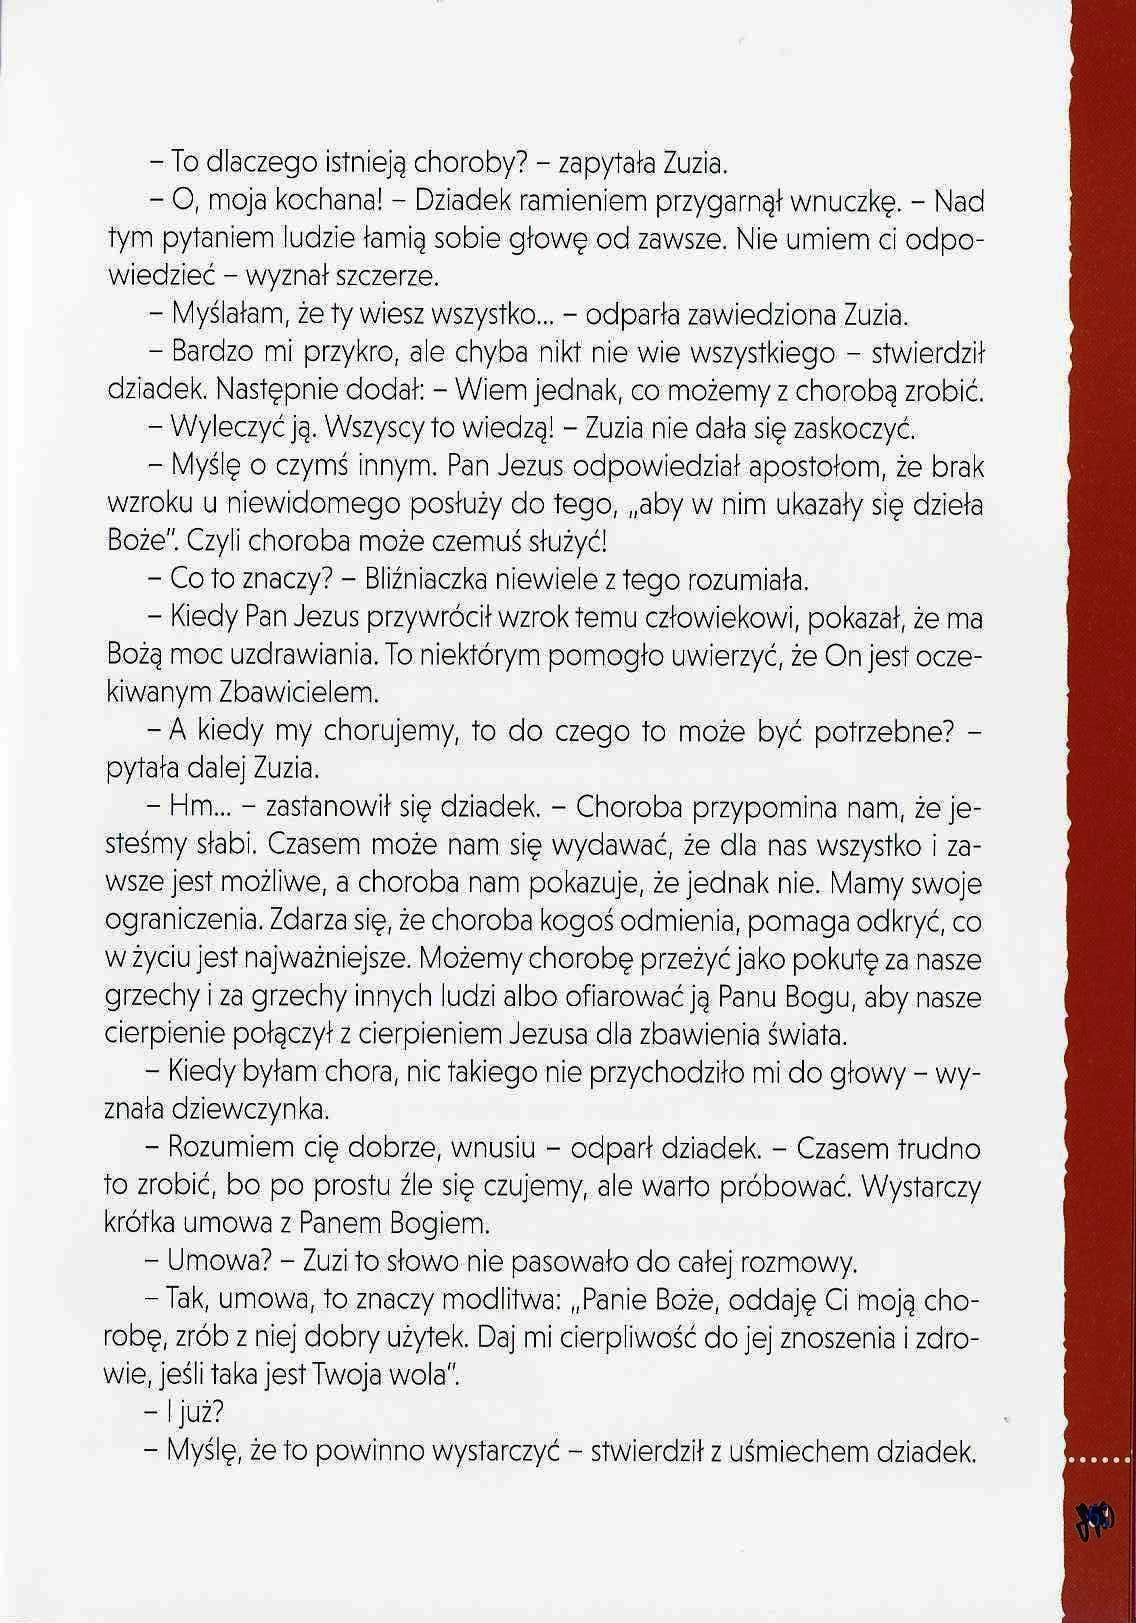 – To dlaczego istnieją choroby? – zapytała Zuzia.
– O, moja kochana! – Dziadek ramieniem przygarnął wnuczkę. – Nad
tym pytaniem ludzie łamią sobie głowę od zawsze. Nie umiem ci odpo-
wiedzieć – wyznał szczerze.
– Myślałam, że ty wiesz wszystko... – odparła zawiedziona Zuzia.
– Bardzo mi przykro, ale chyba nikt nie wie wszystkiego – stwierdził
dziadek. Następnie dodał: – Wiem jednak, co możemy z chorobą zrobić.
– Wyleczyć ją. Wszyscy to wiedzą! – Zuzia nie dała się zaskoczyć.
– Myślę o czymś innym. Pan Jezus odpowiedział apostołom, że brak
wzroku u niewidomego posłuży do tego, „aby w nim ukazały się dzieła
Boże”. Czyli choroba może czemuś służyć!
– Co to znaczy? – Bliźniaczka niewiele z tego rozumiała.
– Kiedy Pan Jezus przywrócił wzrok temu człowiekowi, pokazał, że ma
Bożą moc uzdrawiania. To niektórym pomogło uwierzyć, że On jest ocze-
kiwanym Zbawicielem.
– A kiedy my chorujemy, to do czego to może być potrzebne? –
pytała dalej Zuzia.
– Hm... – zastanowił się dziadek. – Choroba przypomina nam, że je-
steśmy słabi. Czasem może nam się wydawać, że dla nas wszystko i za-
wsze jest możliwe, a choroba nam pokazuje, że jednak nie. Mamy swoje
ograniczenia. Zdarza się, że choroba kogoś odmienia, pomaga odkryć, co
w życiu jest najważniejsze. Możemy chorobę przeżyć jako pokutę za nasze
grzechy i za grzechy innych ludzi albo ofiarować ją Panu Bogu, aby nasze
cierpienie połączył z cierpieniem Jezusa dla zbawienia świata.
– Kiedy byłam chora, nic takiego nie przychodziło mi do głowy – wy-
znała dziewczynka.
– Rozumiem cię dobrze, wnusiu – odparł dziadek. – Czasem trudno
to zrobić, bo po prostu źle się czujemy, ale warto próbować. Wystarczy
krótka umowa z Panem Bogiem.
– Umowa? – Zuzi to słowo nie pasowało do całej rozmowy.
– Tak, umowa, to znaczy modlitwa: „Panie Boże, oddaję Ci moją cho-
robę, zrób z niej dobry użytek. Daj mi cierpliwość do jej znoszenia i zdro-
wie, jeśli taka jest Twoja wola”.
– I już?
– Myślę, że to powinno wystarczyć – stwierdził z uśmiechem dziadek.